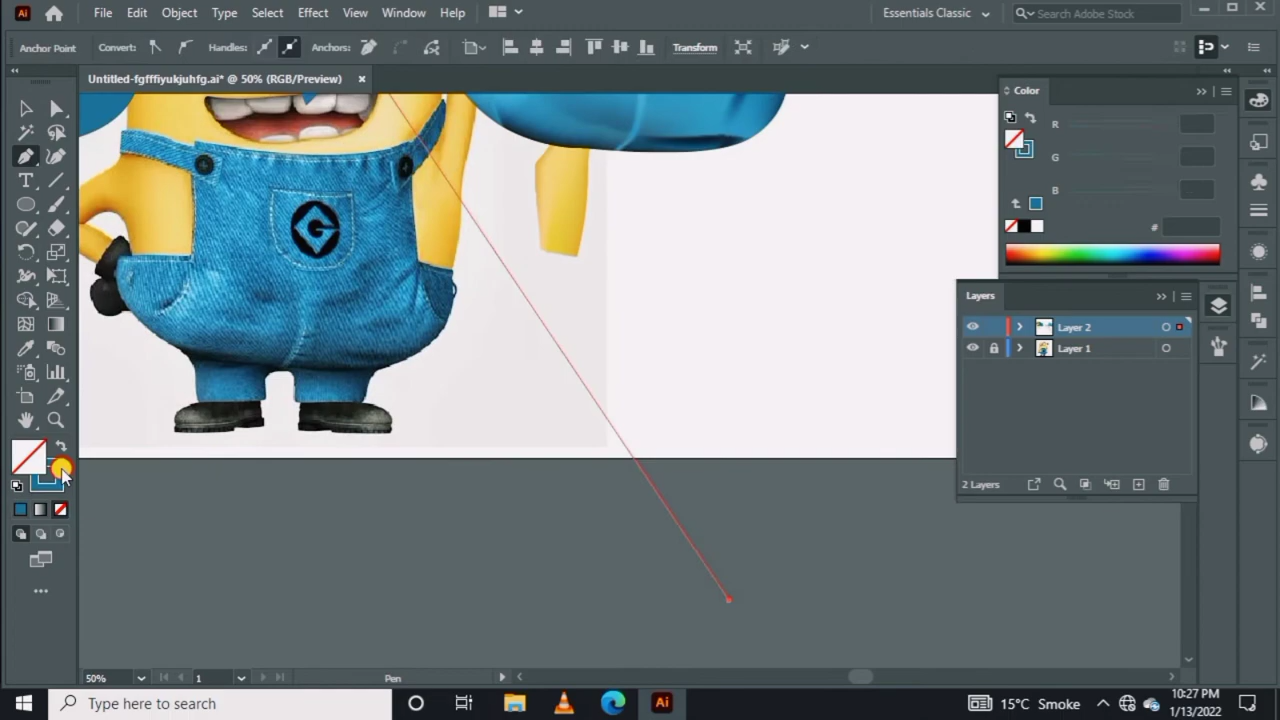 Ai File Edit Object Type Select Effect View Window Help Essentials Classic Search Adobe Stock
Anchor Point Convert: Handles: Anchors: Transform
Untitled-fgfffiyukjuhfg.ai* @ 50% (RGB/Preview)
Color
R
G
B
#
Layers
Layer 2
Layer 1
2 Layers
50% 1 Pen
Type here to search
Ai
15°C Smoke
10:27 PM
1/13/2022